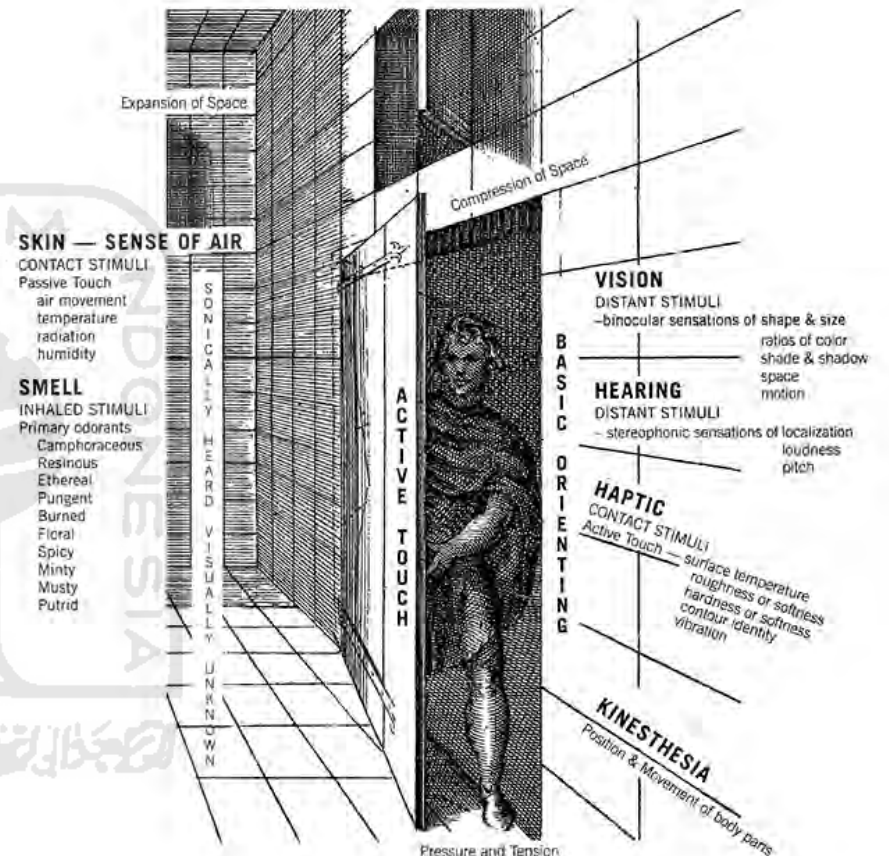 Expansion of Space
Compression of Space
SKIN — SENSE OF AIR
CONTACT STIMULI
Passive Touch
air movement
temperature
radiation
humidity
SMELL
INHALED STIMULI
Primary odorants
Camphoraceous
Resinous
Ethereal
Pungent
Burned
Floral
Spicy
Minty
Musty
Putrid
SONICALLY HEARD VISUALLY UNKNOWN
ACTIVE TOUCH
BASIC ORIENTING
VISION
DISTANT STIMULI
–binocular sensations of shape & size
ratios of color
shade & shadow
space
motion
HEARING
DISTANT STIMULI
– stereophonic sensations of localization
loudness
pitch
HAPTIC
CONTACT STIMULI
Active Touch — surface temperature
roughness or softness
hardness or softness
contour identity
vibration
KINESTHESIA
Position & Movement of body parts
Pressure and Tension
INDONESIA